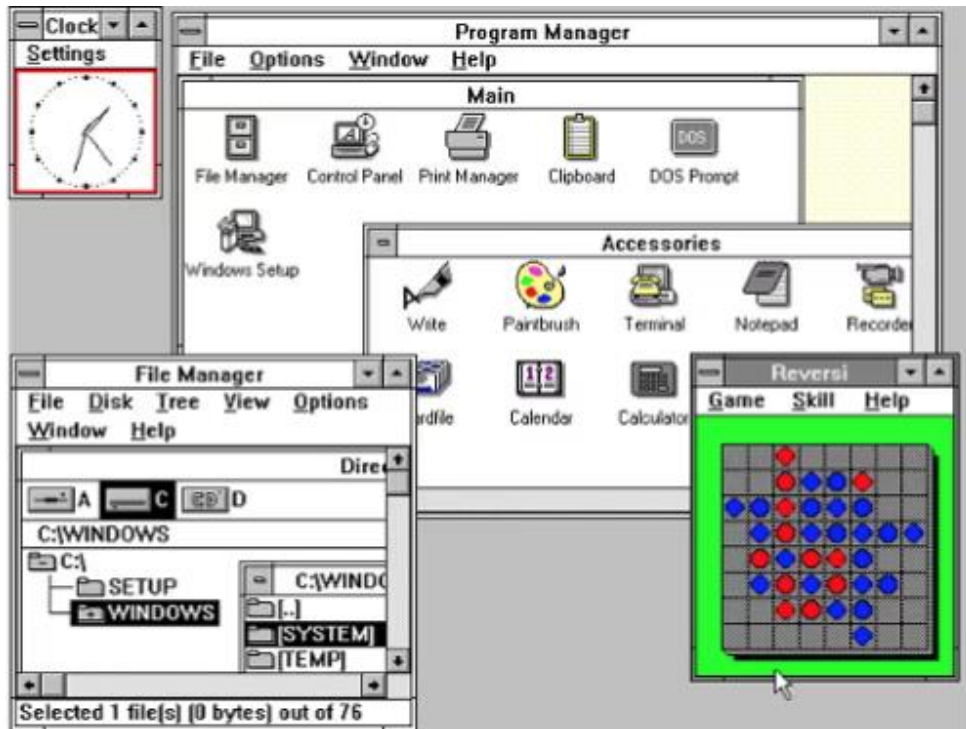 Clock
Settings
Program Manager
File Options Window Help
Main
File Manager Control Panel Print Manager Clipboard DOS Prompt
DOS
Windows Setup
Accessories
Write Paintbrush Terminal Notepad Recorder
rdfile Calendar Calculator
12
File Manager
File Disk Tree View Options
Window Help
Direc
A C D
C:\WINDOWS
C:\
SETUP
WINDOWS
C:\WINDO
[..]
[SYSTEM]
[TEMP]
Selected 1 file(s) (0 bytes) out of 76
Reversi
Game Skill Help